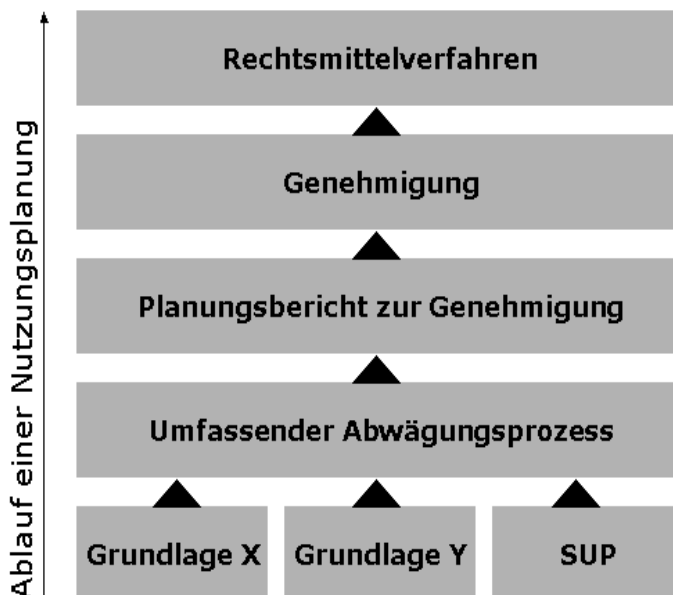 Ablauf einer Nutzungsplanung
Rechtsmittelverfahren
Genehmigung
Planungsbericht zur Genehmigung
Umfassender Abwägungsprozess
Grundlage X
Grundlage Y
SUP